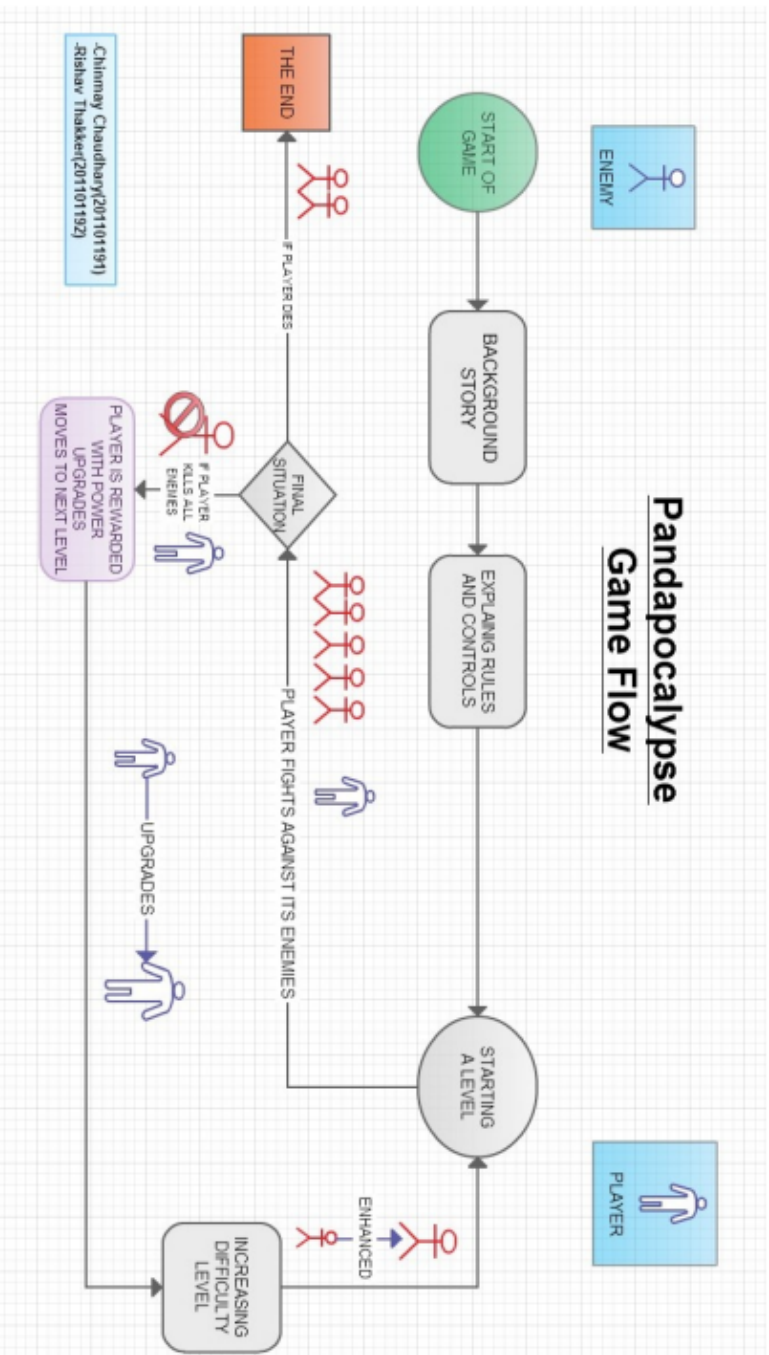 Pandapocalypse
Game Flow
ENEMY
PLAYER
START OF
GAME
BACKGROUND
STORY
EXPLAINIG RULES
AND CONTROLS
STARTING
A LEVEL
ENHANCED
PLAYER FIGHTS AGAINST ITS ENEMIES
FINAL
SITUATION
IF PLAYER DIES
THE END
IF PLAYER
KILLS ALL
ENEMIES
UPGRADES
INCREASING
DIFFICULTY
LEVEL
PLAYER IS REWARDED
WITH POWER
UPGRADES
MOVES TO NEXT LEVEL
-Chinmay Chaudhary(201101191)
-Rishav Thakker(201101192)